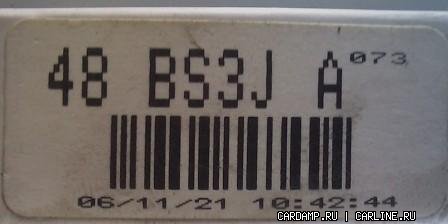 48 BS3J A 073
06/11/21 10:42:44
CARDAMP.RU | CARLINE.RU